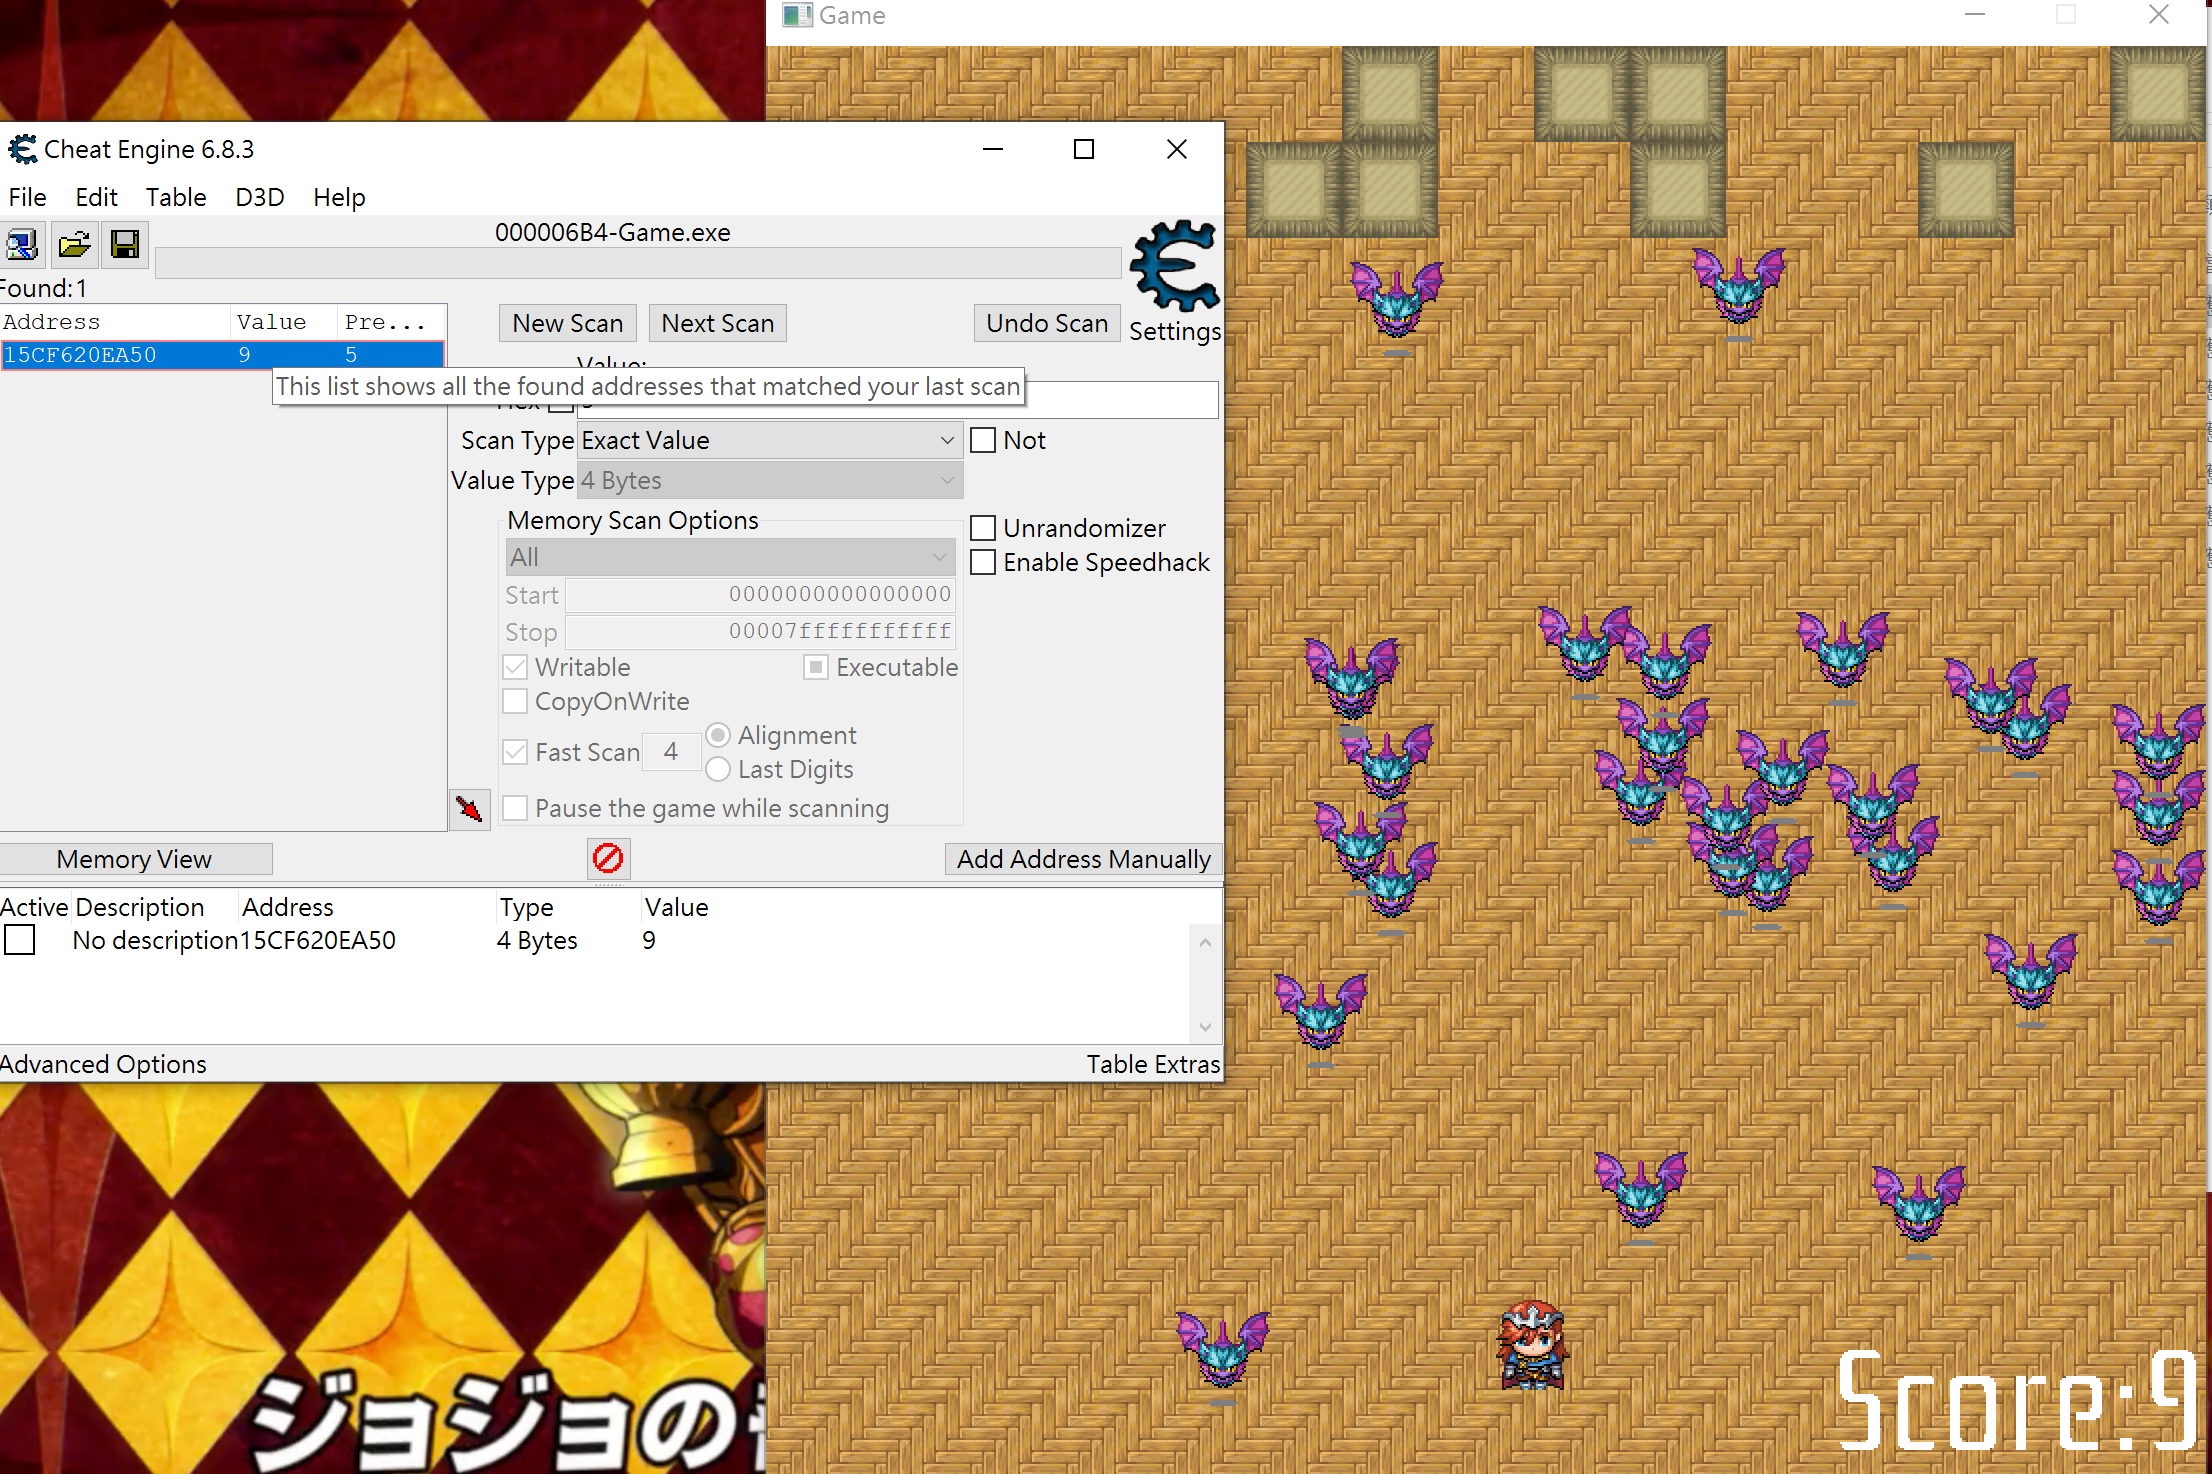 Game
Cheat Engine 6.8.3
File Edit Table D3D Help
000006B4-Game.exe
Found:1
Address Value Pre...
15CF620EA50 9 5
New Scan Next Scan Undo Scan
Settings
Value:
This list shows all the found addresses that matched your last scan
Hex
Scan Type Exact Value Not
Value Type 4 Bytes
Memory Scan Options
All
Unrandomizer
Enable Speedhack
Start 0000000000000000
Stop 00007fffffffffff
Writable Executable
CopyOnWrite
Fast Scan 4 Alignment
Last Digits
Pause the game while scanning
Memory View
Add Address Manually
Active Description Address Type Value
No description 15CF620EA50 4 Bytes 9
Advanced Options Table Extras
ジョジョの
Score:9